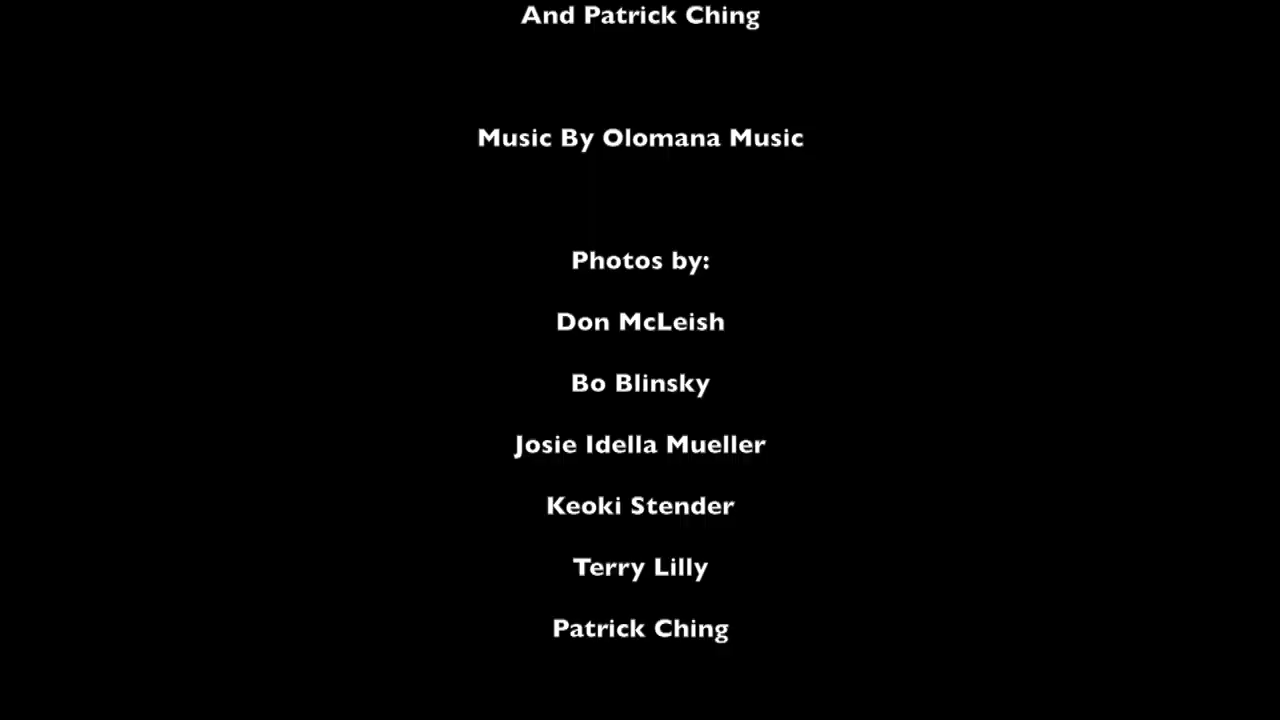 And Patrick Ching
Music By Olomana Music
Photos by:
Don McLeish
Bo Blinsky
Josie Idella Mueller
Keoki Stender
Terry Lilly
Patrick Ching